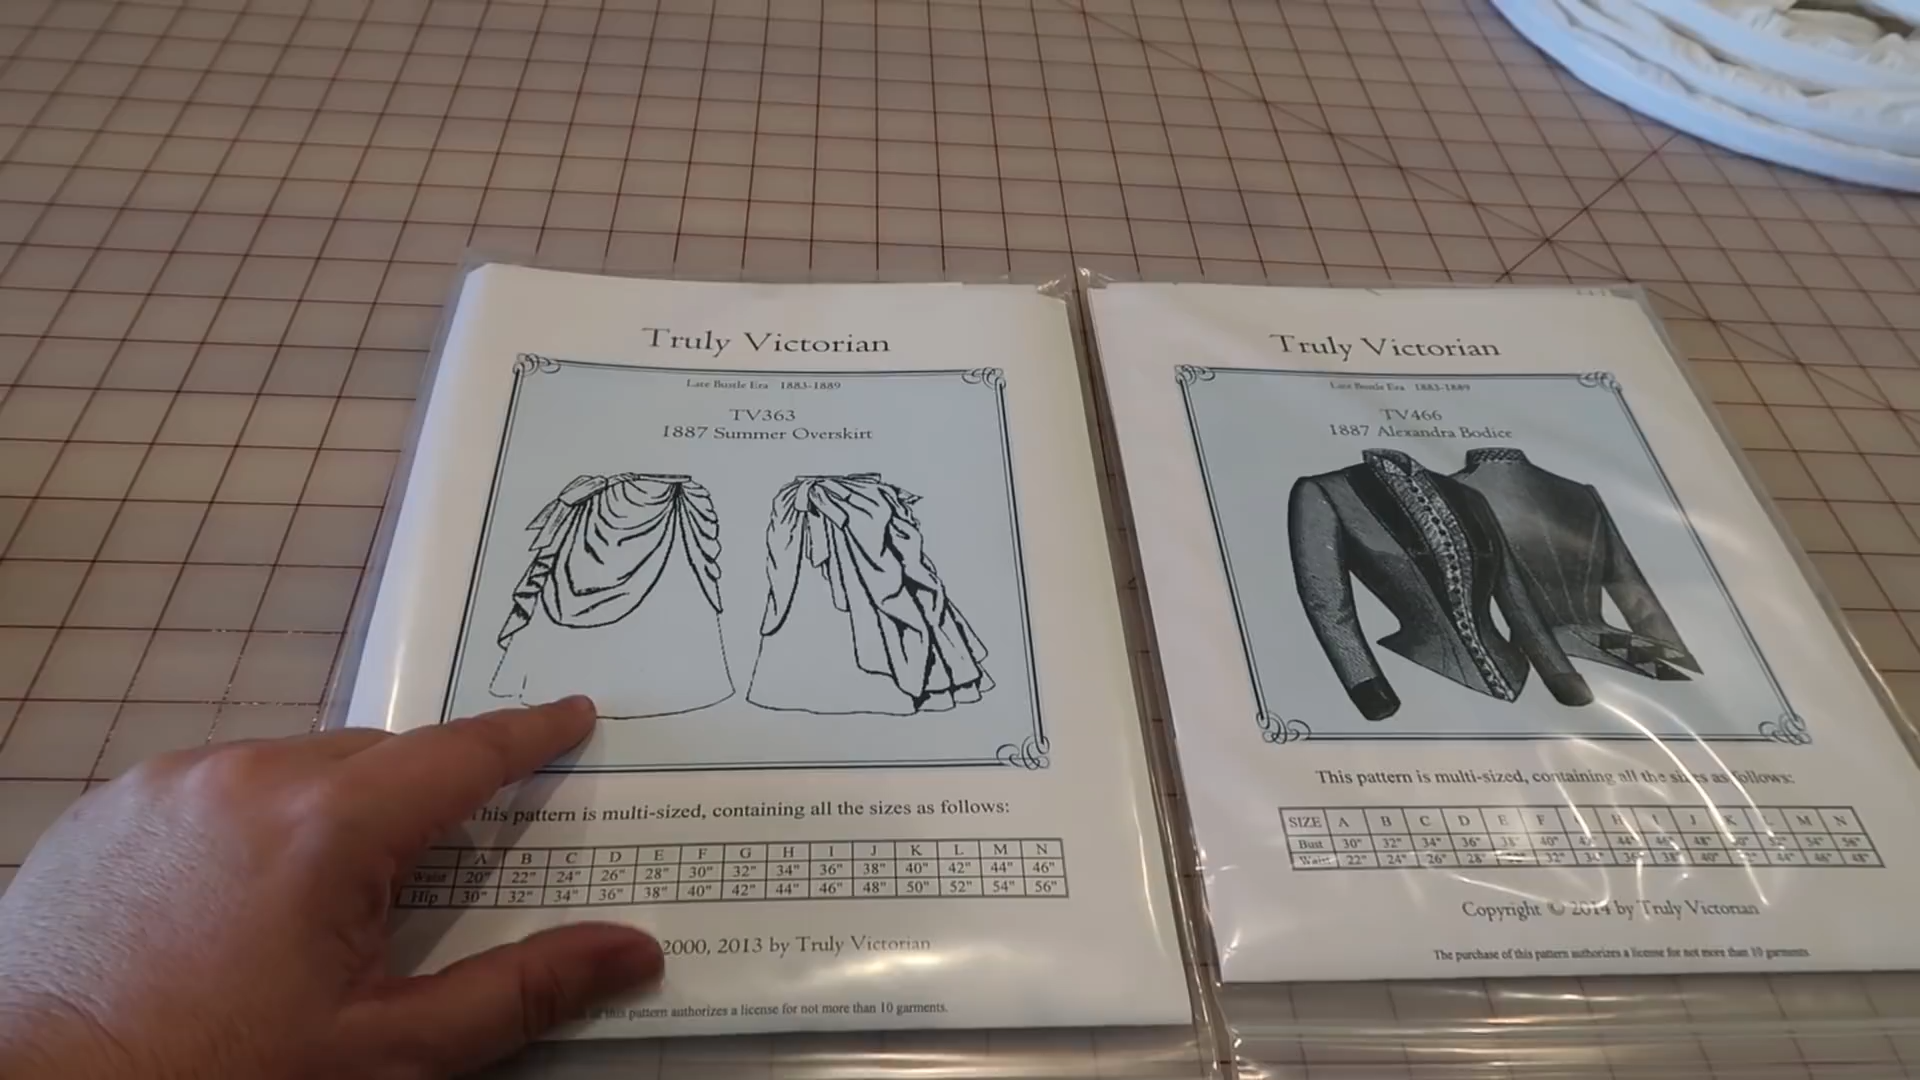 Truly Victorian
Late Bustle Era 1883-1889
TV363
1887 Summer Overskirt
This pattern is multi-sized, containing all the sizes as follows:
A B C D E F G H I J K L M N
Waist 20" 22" 24" 26" 28" 30" 32" 34" 36" 38" 40" 42" 44" 46"
Hip 30" 32" 34" 36" 38" 40" 42" 44" 46" 48" 50" 52" 54" 56"
2000, 2013 by Truly Victorian
of this pattern authorizes a license for not more than 10 garments.
Truly Victorian
Late Bustle Era 1883-1889
TV466
1887 Alexandra Bodice
This pattern is multi-sized, containing all the sizes as follows:
SIZE A B C D E F H I J K L M N
Bust 30" 32" 34" 36" 38" 40" 44" 46" 48" 52" 54" 56"
Waist 22" 24" 26" 28" 32" 34" 36" 38" 40" 44" 46" 48"
Copyright © 2014 by Truly Victorian
The purchase of this pattern authorizes a license for not more than 10 garments